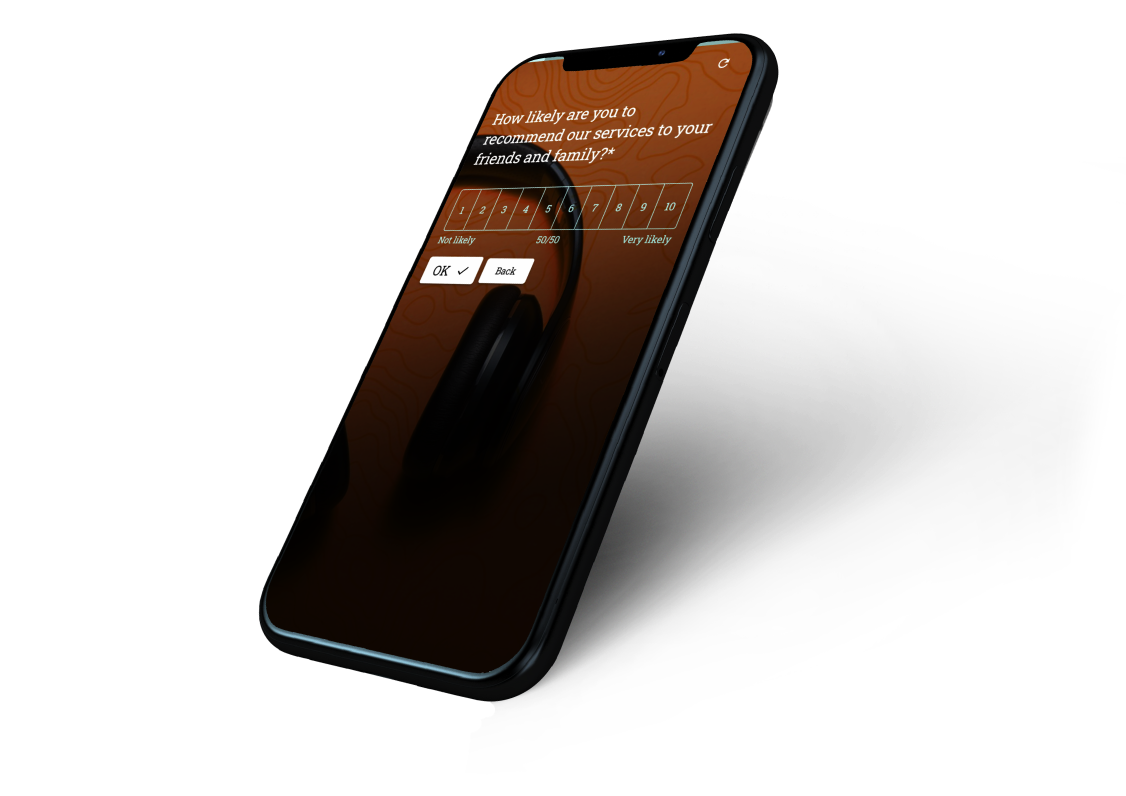 How likely are you to
recommend our services to your
friends and family?*
1 2 3 4 5 6 7 8 9 10
Not likely 50/50 Very likely
OK ✓ Back